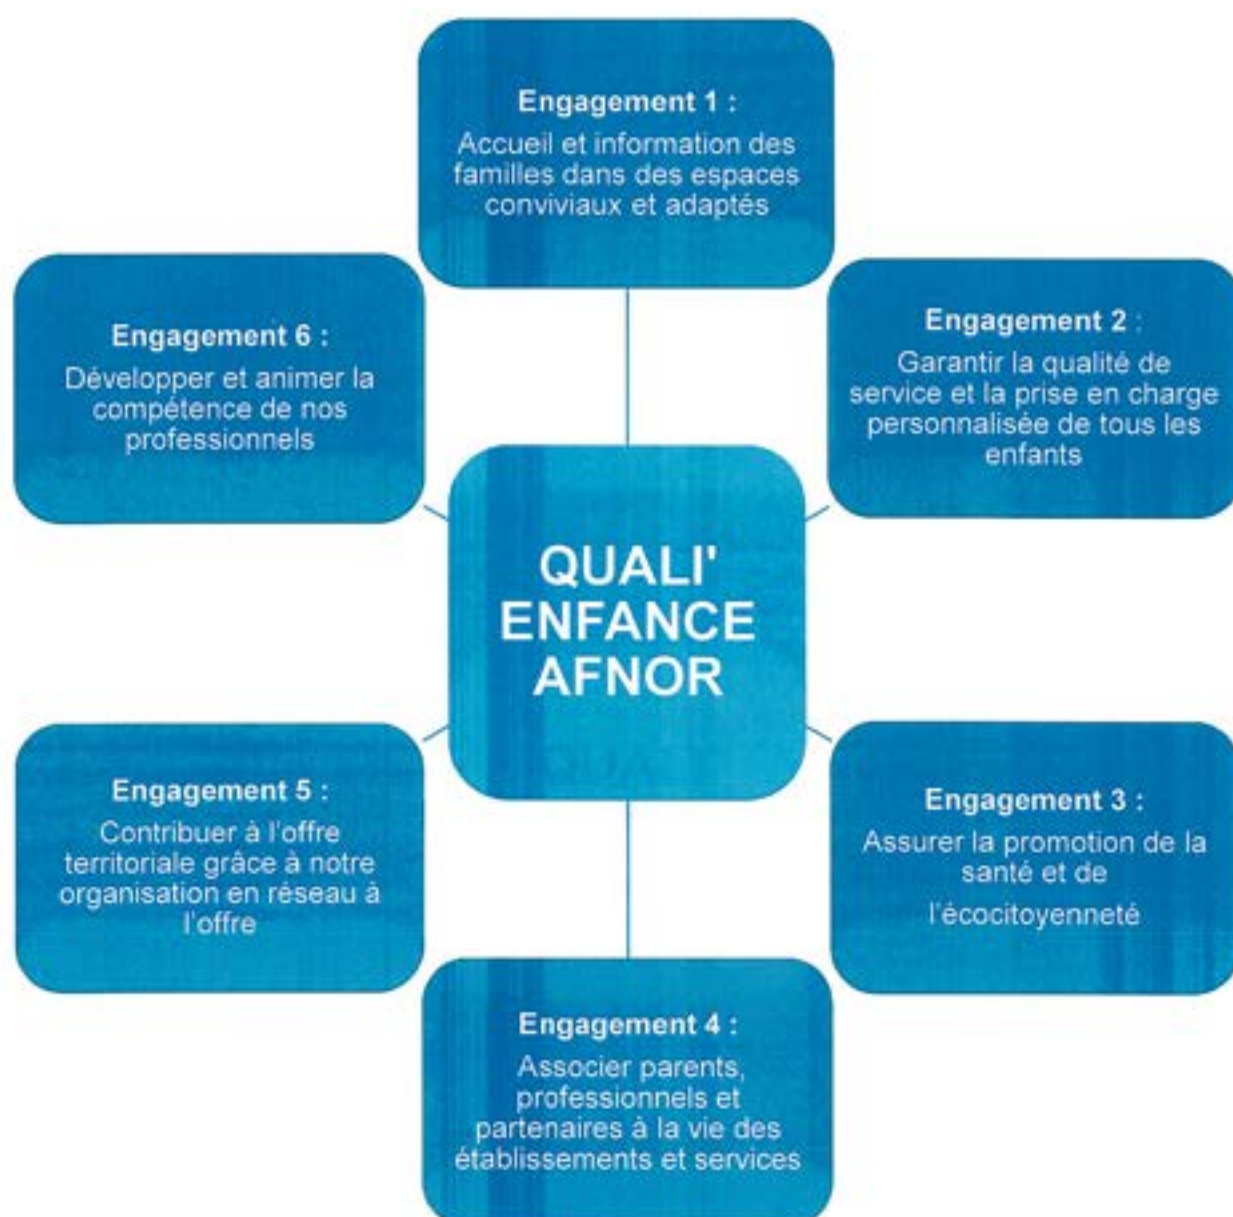 Engagement 1 :
Accueil et information des
familles dans des espaces
conviviaux et adaptés
Engagement 2 :
Garantir la qualité de
service et la prise en charge
personnalisée de tous les
enfants
Engagement 3 :
Assurer la promotion de la
santé et de
l'écocitoyenneté
Engagement 4 :
Associer parents,
professionnels et
partenaires à la vie des
établissements et services
Engagement 5 :
Contribuer à l'offre
territoriale grâce à notre
organisation en réseau à
l'offre
Engagement 6 :
Développer et animer la
compétence de nos
professionnels
QUALI'
ENFANCE
AFNOR